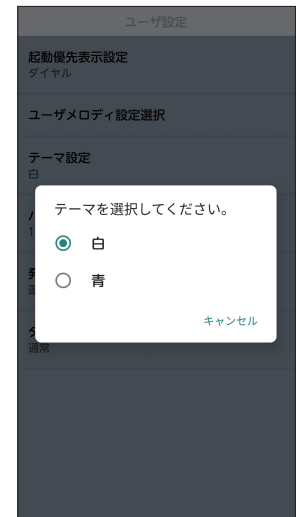 ユーザ設定
起動優先表示設定
ダイヤル
ユーザメロディ設定選択
テーマ設定
白
テーマを選択してください。
白
青
キャンセル
通常